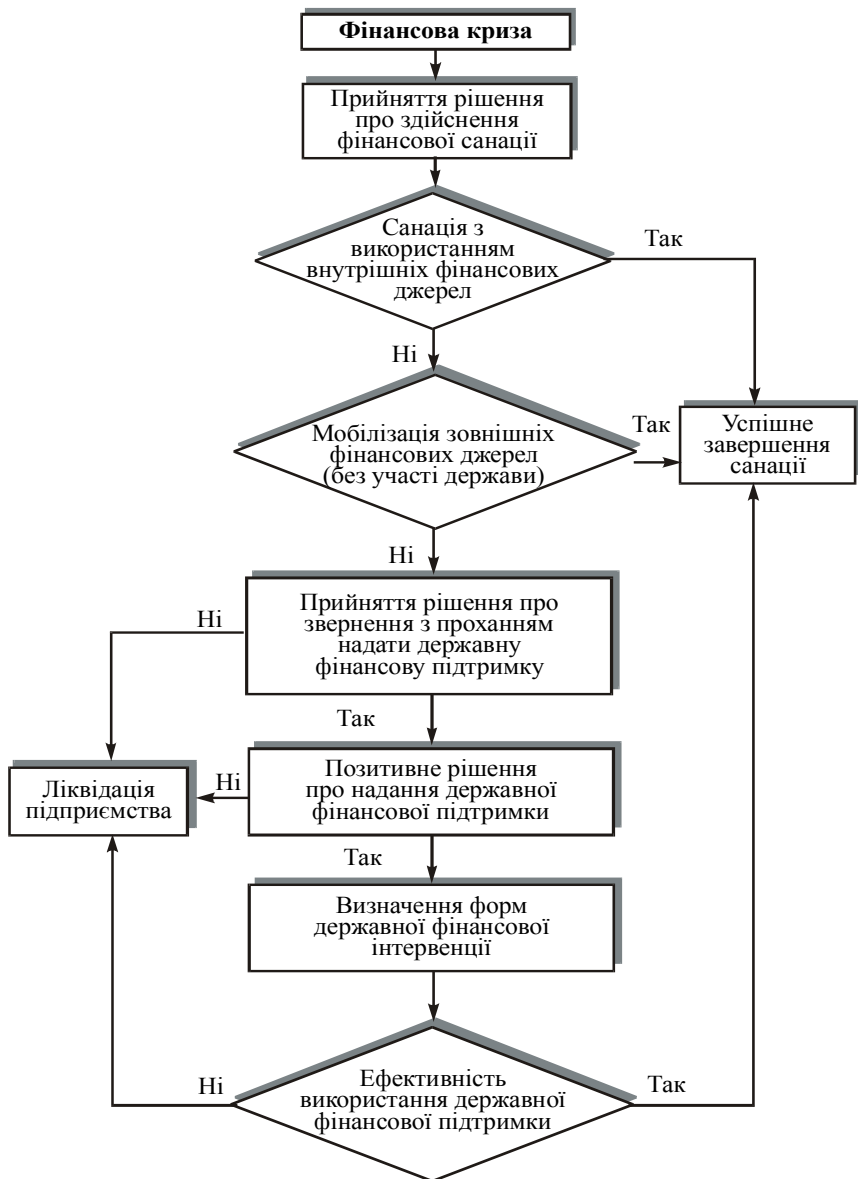 Фінансова криза
Прийняття рішення
про здійснення
фінансової санації
Санація з
використанням
внутрішніх фінансових
джерел
Так
Ні
Мобілізація зовнішніх
фінансових джерел
(без участі держави)
Так
Успішне
завершення
санації
Ні
Прийняття рішення про
звернення з проханням
надати державну
фінансову підтримку
Ні
Так
Позитивне рішення
про надання державної
фінансової підтримки
Ні
Ліквідація
підприємства
Так
Визначення форм
державної фінансової
інтервенції
Ефективність
використання державної
фінансової підтримки
Ні
Так